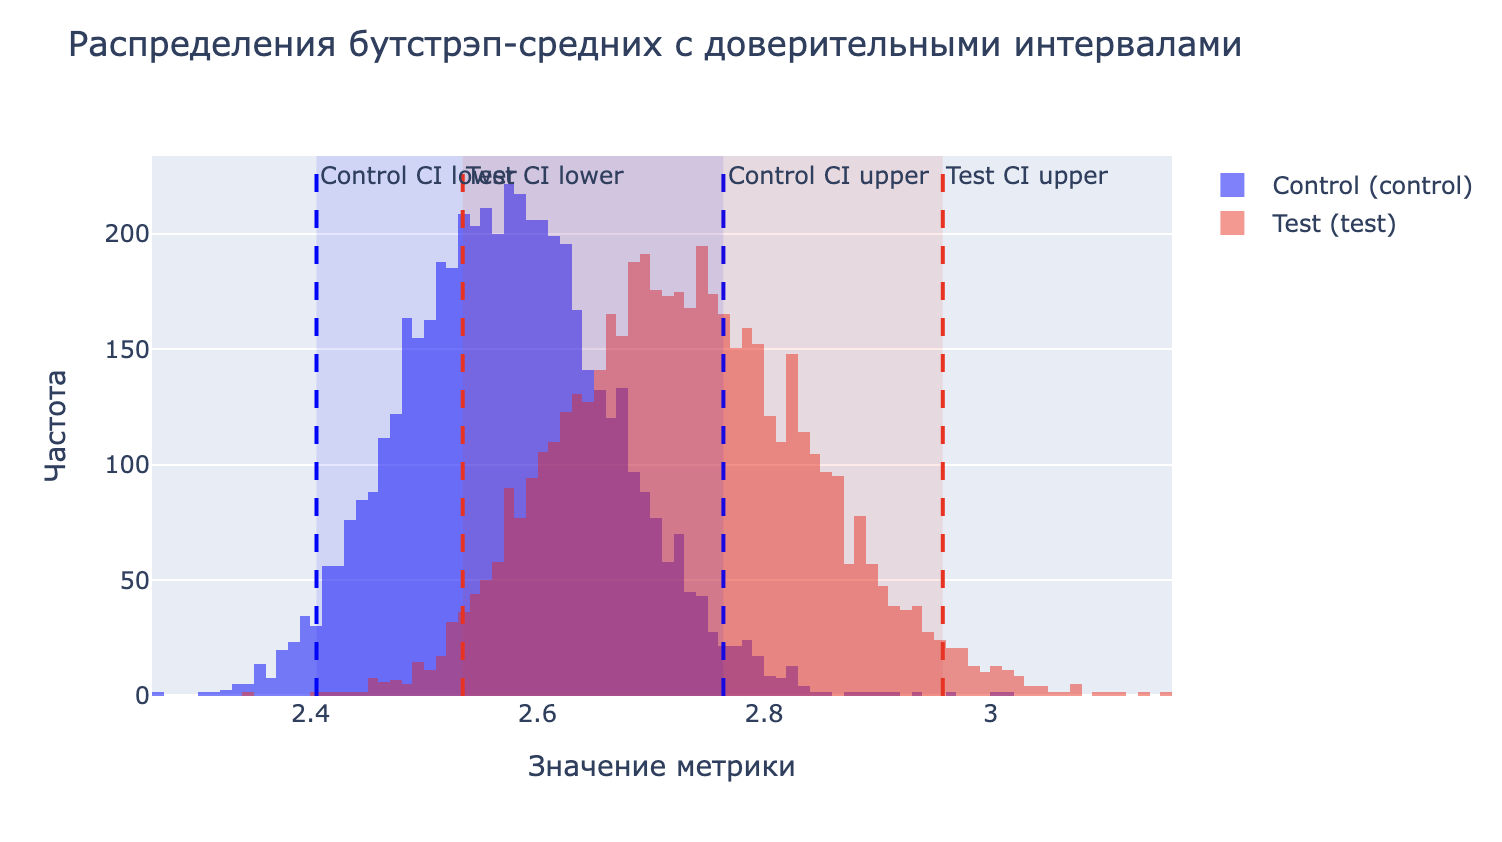 Распределения бутстрэп-средних с доверительными интервалами
Control CI lower
Test CI lower
Control CI upper
Test CI upper
Control (control)
Test (test)
Частота
200
150
100
50
0
2.4
2.6
2.8
3
Значение метрики